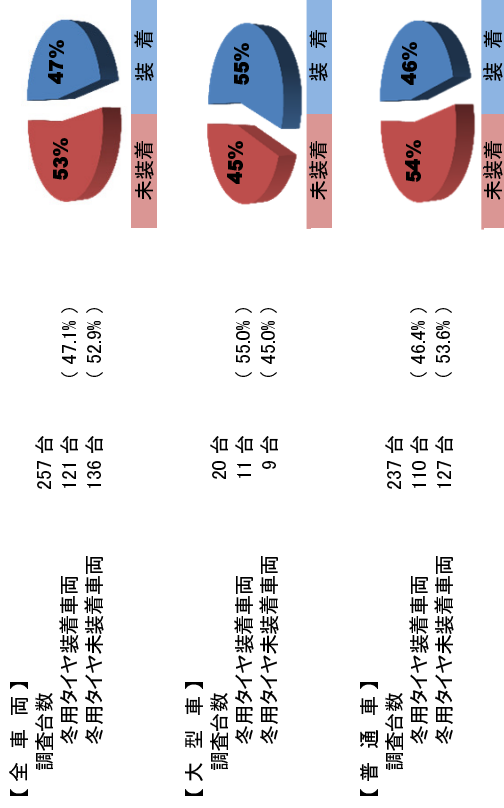 【 全 車 両 】
調査台数 257 台
冬用タイヤ装着車両 121 台 ( 47.1% )
冬用タイヤ未装着車両 136 台 ( 52.9% )
53% 47%
未装着 装 着
【 大 型 車 】
調査台数 20 台
冬用タイヤ装着車両 11 台 ( 55.0% )
冬用タイヤ未装着車両 9 台 ( 45.0% )
45% 55%
未装着 装 着
【 普 通 車 】
調査台数 237 台
冬用タイヤ装着車両 110 台 ( 46.4% )
冬用タイヤ未装着車両 127 台 ( 53.6% )
54% 46%
未装着 装 着